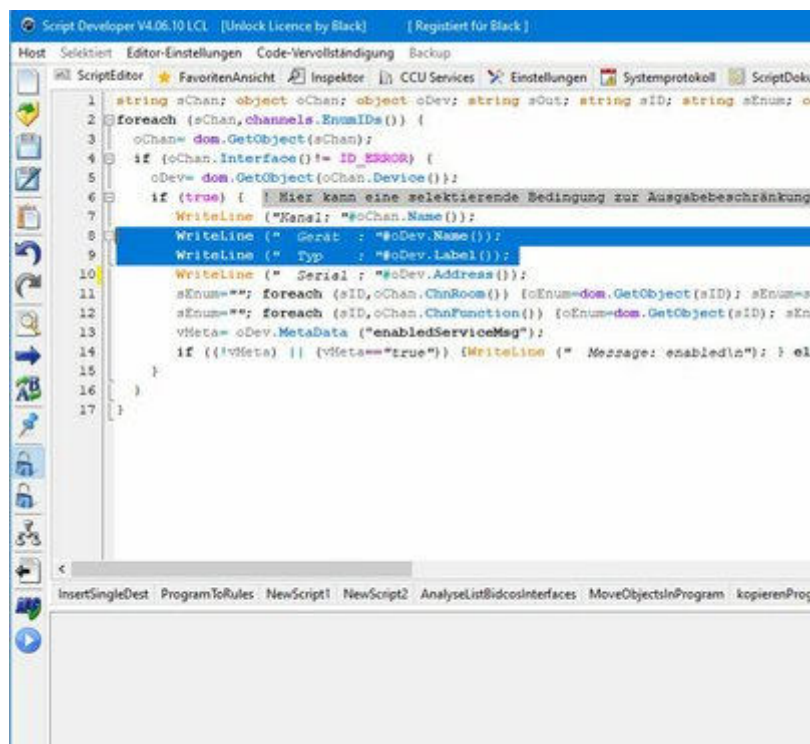 Script Developer V4.06.10 LCL [Unlock Licence by Black] [ Registiert für Black ]
Host Selektiert Editor-Einstellungen Code-Vervollständigung Backup
ScriptEditor FavoritenAnsicht Inspektor CCU Services Einstellungen Systemprotokoll ScriptDok
1 string sChan; object oChan; object oDev; string sOut; string sID; string sEnum; o
2 foreach (sChan,channels.EnumIDs()) {
3 oChan= dom.GetObject(sChan);
4 if (oChan.Interface()!= ID_ERROR) {
5 oDev= dom.GetObject(oChan.Device());
6 if (true) { ! Hier kann eine selektierende Bedingung zur Ausgabebeschränkung
7 WriteLine ("Kanal: "#oChan.Name());
8 WriteLine (" Gerät : "#oDev.Name());
9 WriteLine (" Typ : "#oDev.Label());
10 WriteLine (" Serial : "#oDev.Address());
11 sEnum=""; foreach (sID,oChan.ChnRoom()) {oEnum=dom.GetObject(sID); sEnum=s
12 sEnum=""; foreach (sID,oChan.ChnFunction()) {oEnum=dom.GetObject(sID); sEn
13 vMeta= oDev.MetaData ("enabledServiceMsg");
14 if ((!vMeta) || (vMeta=="true")) {WriteLine (" Message: enabled\n"); } el
15 }
16 }
17 }
InsertSingleDest ProgramToRules NewScript1 NewScript2 AnalyseListBidcosInterfaces MoveObjectsInProgram kopierenProg